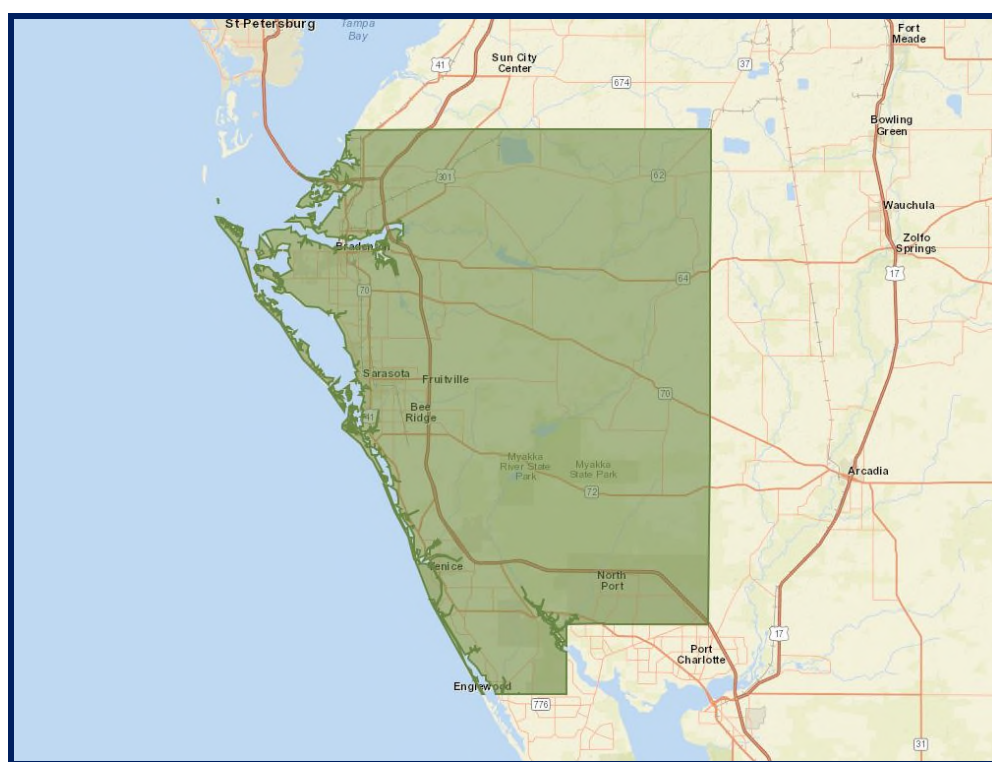 St Petersburg
Tampa
Bay
Fort
Meade
41
Sun City
Center
37
674
Bowling
Green
301
62
Wauchula
Zolfo
Springs
Bradenton
64
17
70
Sarasota
Fruitville
70
Bee
Ridge
41
Myakka
River State
Park
Myakka
State Park
Arcadia
72
Venice
North
Port
17
Port
Charlotte
Englewood
776
31